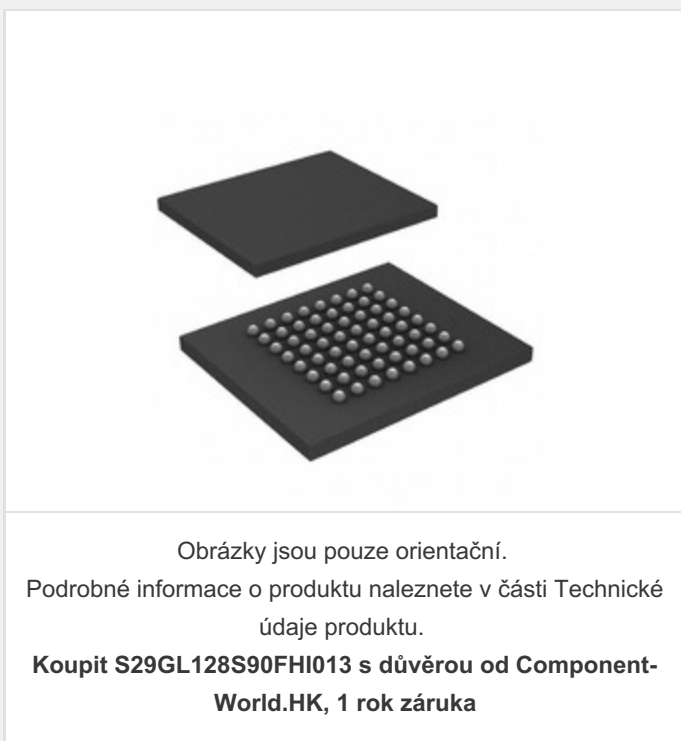 Obrázky jsou pouze orientační.
Podrobné informace o produktu naleznete v části Technické
údaje produktu.
Koupit S29GL128S90FHI013 s důvěrou od Component-
World.HK, 1 rok záruka